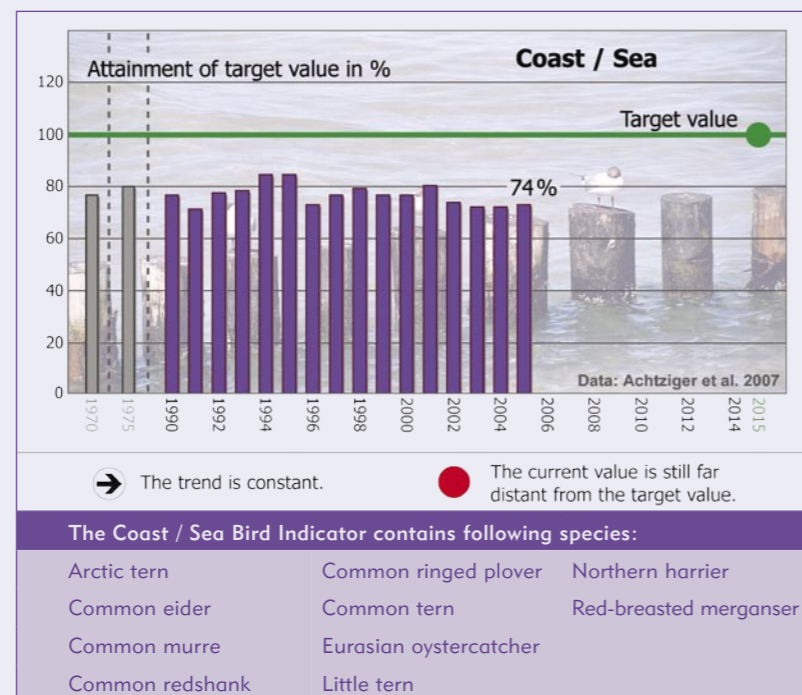 Coast / Sea
Attainment of target value in %
Target value
74%
120
100
80
60
40
20
0
Data: Achtziger et al. 2007
1970
1975
1990
1992
1994
1996
1998
2000
2002
2004
2006
2008
2010
2012
2014
2015
The trend is constant.
The current value is still far
distant from the target value.
The Coast / Sea Bird Indicator contains following species:
Arctic tern
Common eider
Common murre
Common redshank
Common ringed plover
Common tern
Eurasian oystercatcher
Little tern
Northern harrier
Red-breasted merganser